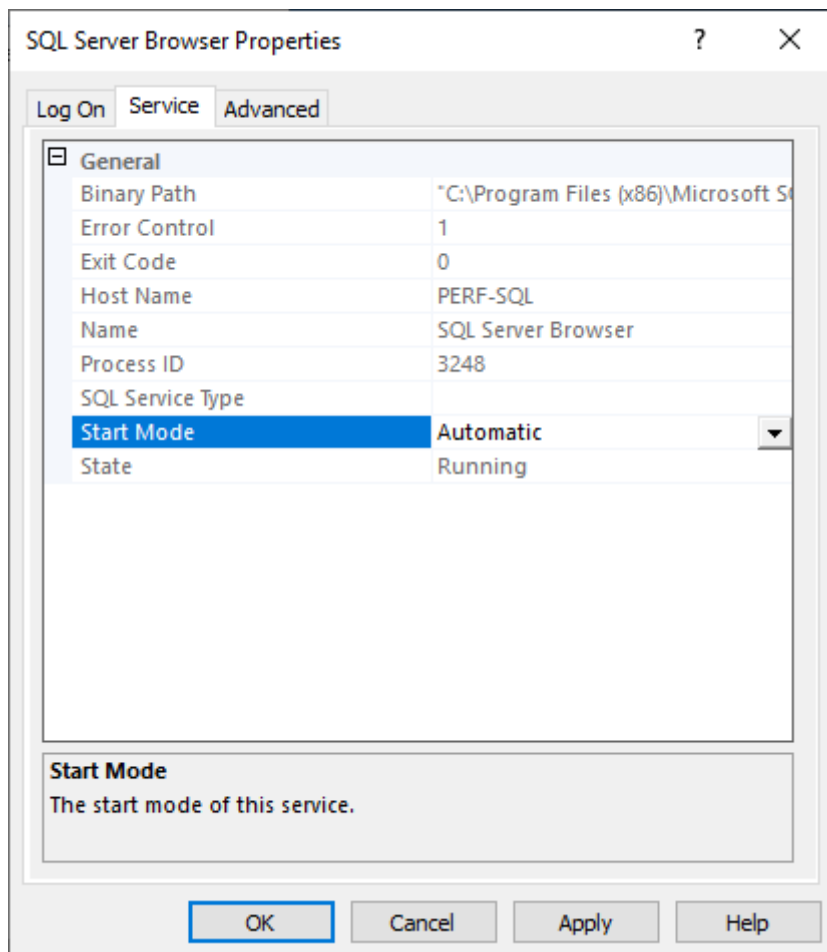 SQL Server Browser Properties ?
Log On Service Advanced
General
Binary Path "C:\Program Files (x86)\Microsoft
Error Control 1
Exit Code 0
Host Name PERF-SQL
Name SQL Server Browser
Process ID 3248
SQL Service Type
Start Mode Automatic
State Running
Start Mode
The start mode of this service.
OK Cancel Apply Help